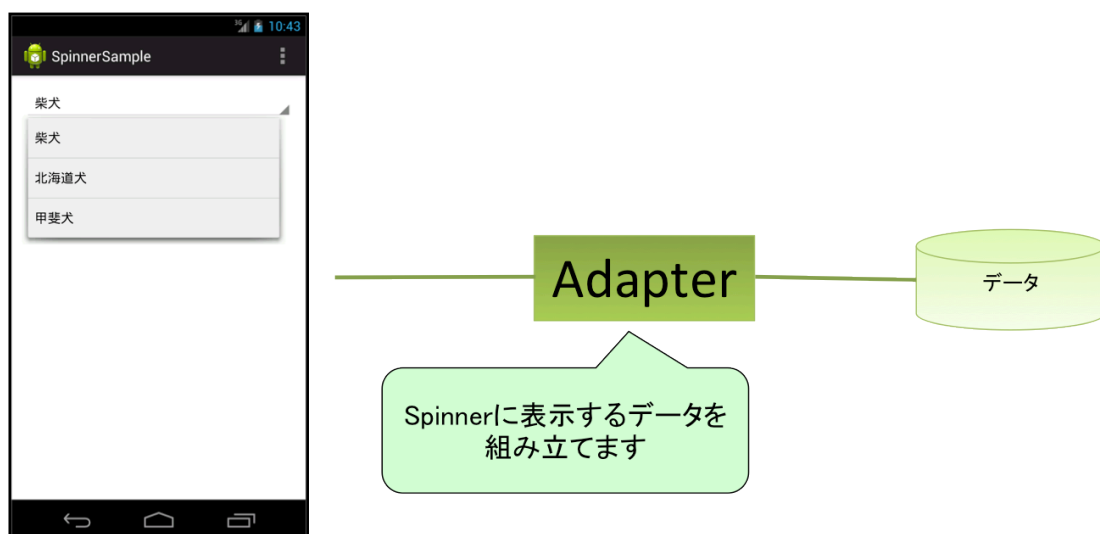 3G 10:43
SpinnerSample
柴犬
柴犬
北海道犬
甲斐犬
Adapter
データ
Spinnerに表示するデータを
組み立てます